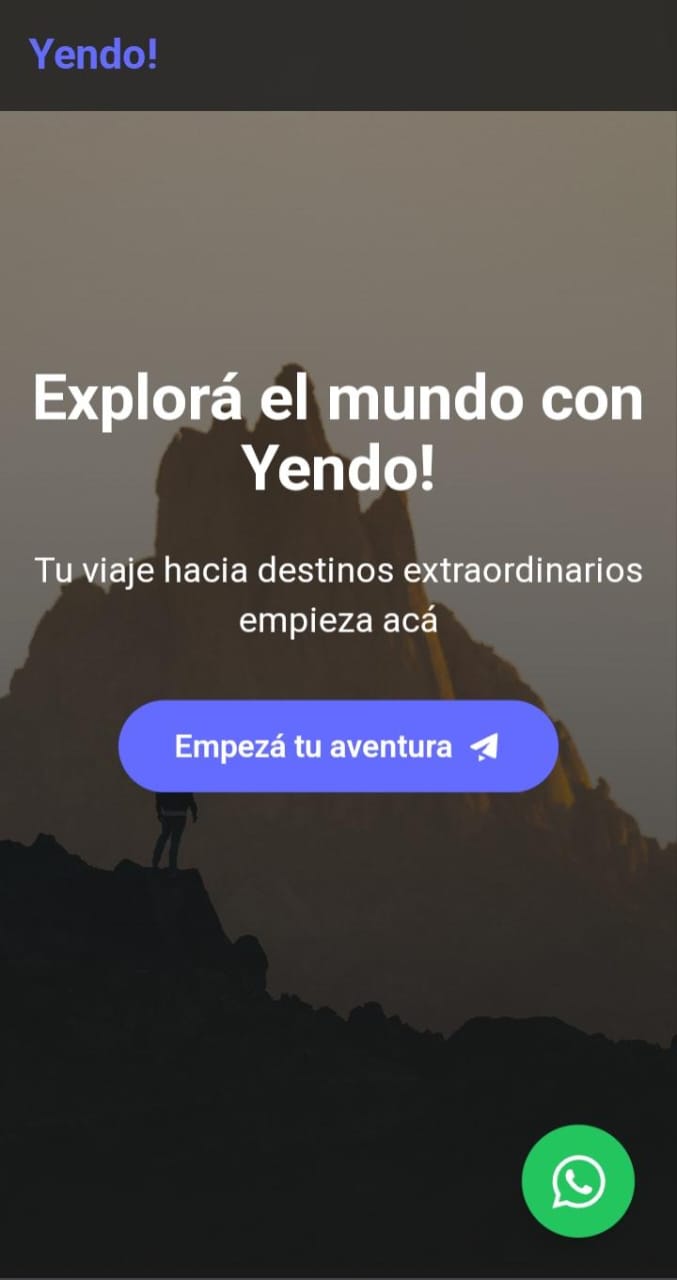 Yendo!
Explorá el mundo con
Yendo!
Tu viaje hacia destinos extraordinarios
empieza acá
Empezá tu aventura